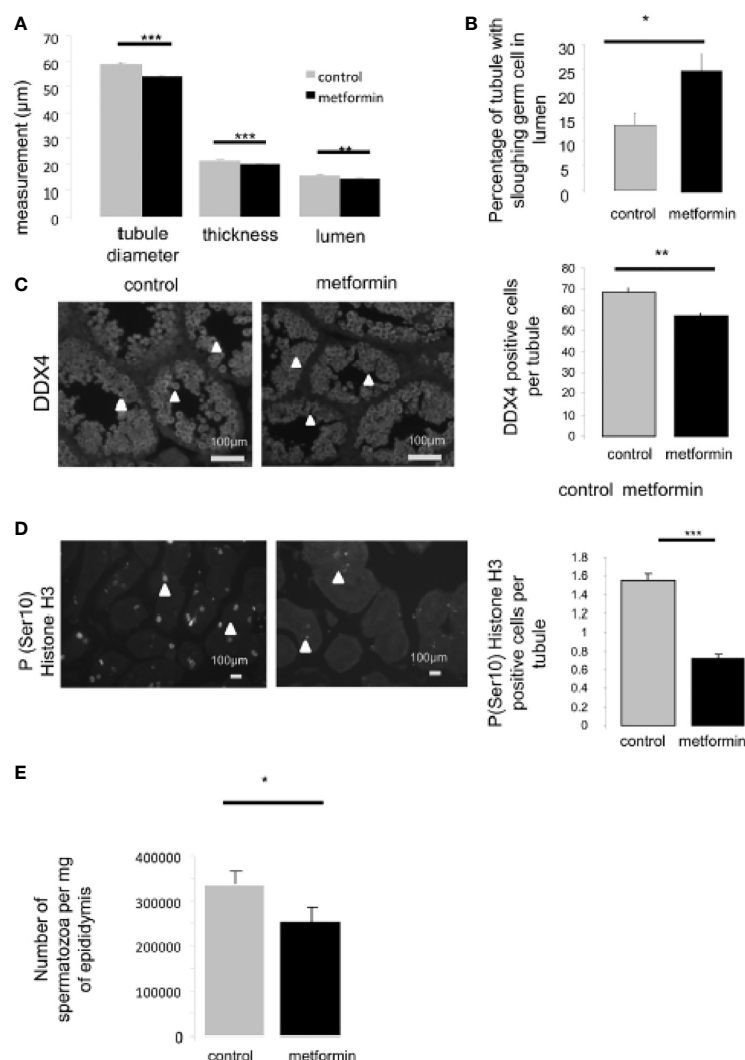 A
***
60
50
40
30
20
10
0
measurement (μm)
control
metformin
***
**
tubule
diameter
thickness
lumen
B
*
Percentage of tubule with
sloughing germ cell in
lumen
30
25
20
15
10
5
0
control
metformin
C
control
metformin
DDX4
100μm
100μm
**
DDX4 positive cells
per tubule
80
70
60
50
40
30
20
10
0
control
metformin
control metformin
D
P (Ser10)
Histone H3
100μm
100μm
***
P(Ser10) Histone H3
positive cells per
tubule
1.8
1.6
1.4
1.2
1
0.8
0.6
0.4
0.2
0
control
metformin
E
*
Number of
spermatozoa per mg
of epididymis
400000
300000
200000
100000
0
control
metformin